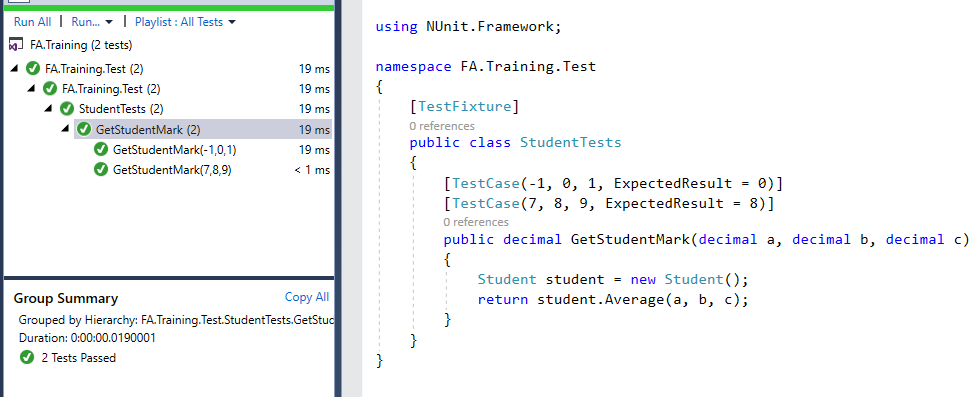 Run All | Run... Playlist : All Tests
FA.Training (2 tests)
FA.Training.Test (2) 19 ms
FA.Training.Test (2) 19 ms
StudentTests (2) 19 ms
GetStudentMark (2) 19 ms
GetStudentMark(-1,0,1) 19 ms
GetStudentMark(7,8,9) < 1 ms
Group Summary Copy All
Grouped by Hierarchy: FA.Training.Test.StudentTests.GetStud
Duration: 0:00:00.0190001
2 Tests Passed
using NUnit.Framework;
namespace FA.Training.Test
{
[TestFixture]
0 references
public class StudentTests
{
[TestCase(-1, 0, 1, ExpectedResult = 0)]
[TestCase(7, 8, 9, ExpectedResult = 8)]
0 references
public decimal GetStudentMark(decimal a, decimal b, decimal c)
{
Student student = new Student();
return student.Average(a, b, c);
}
}
}